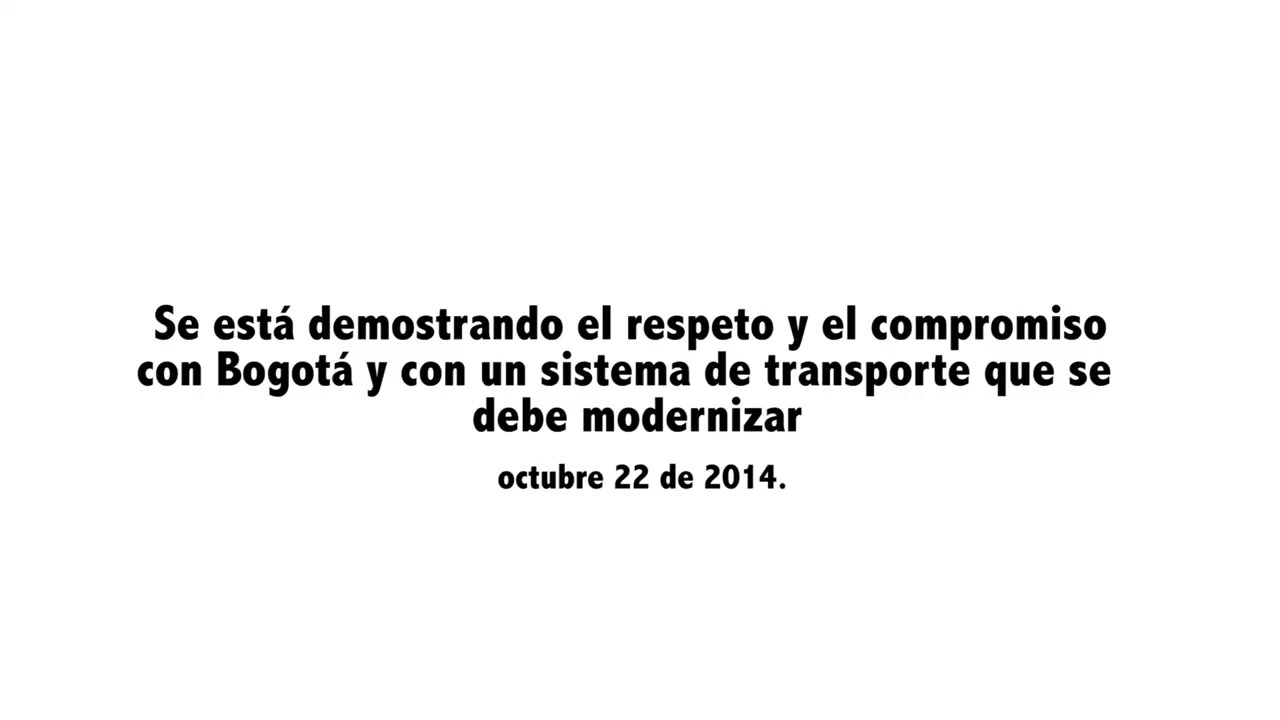 Se está demostrando el respeto y el compromiso
con Bogotá y con un sistema de transporte que se
debe modernizar
octubre 22 de 2014.